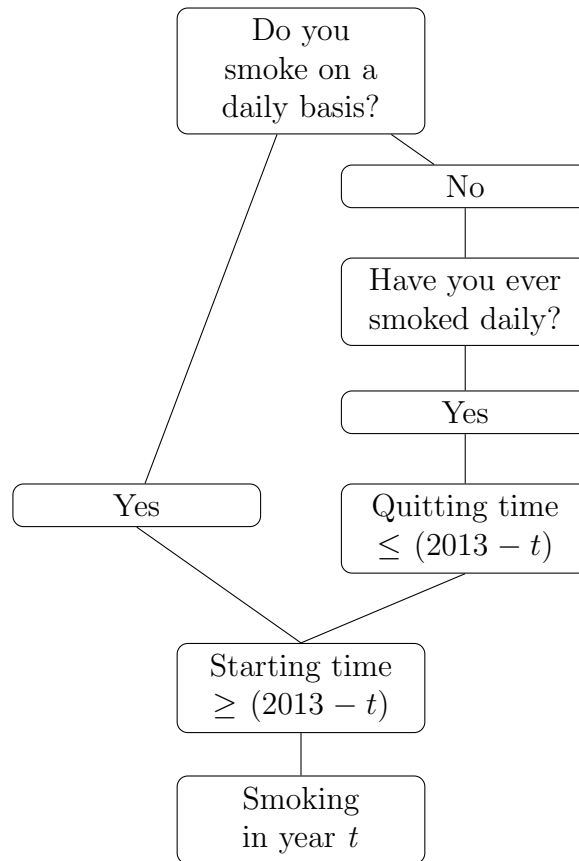 Do you
smoke on a
daily basis?
No
Have you ever
smoked daily?
Yes
Yes
Quitting time
≤ (2013 − t)
Starting time
≥ (2013 − t)
Smoking
in year t